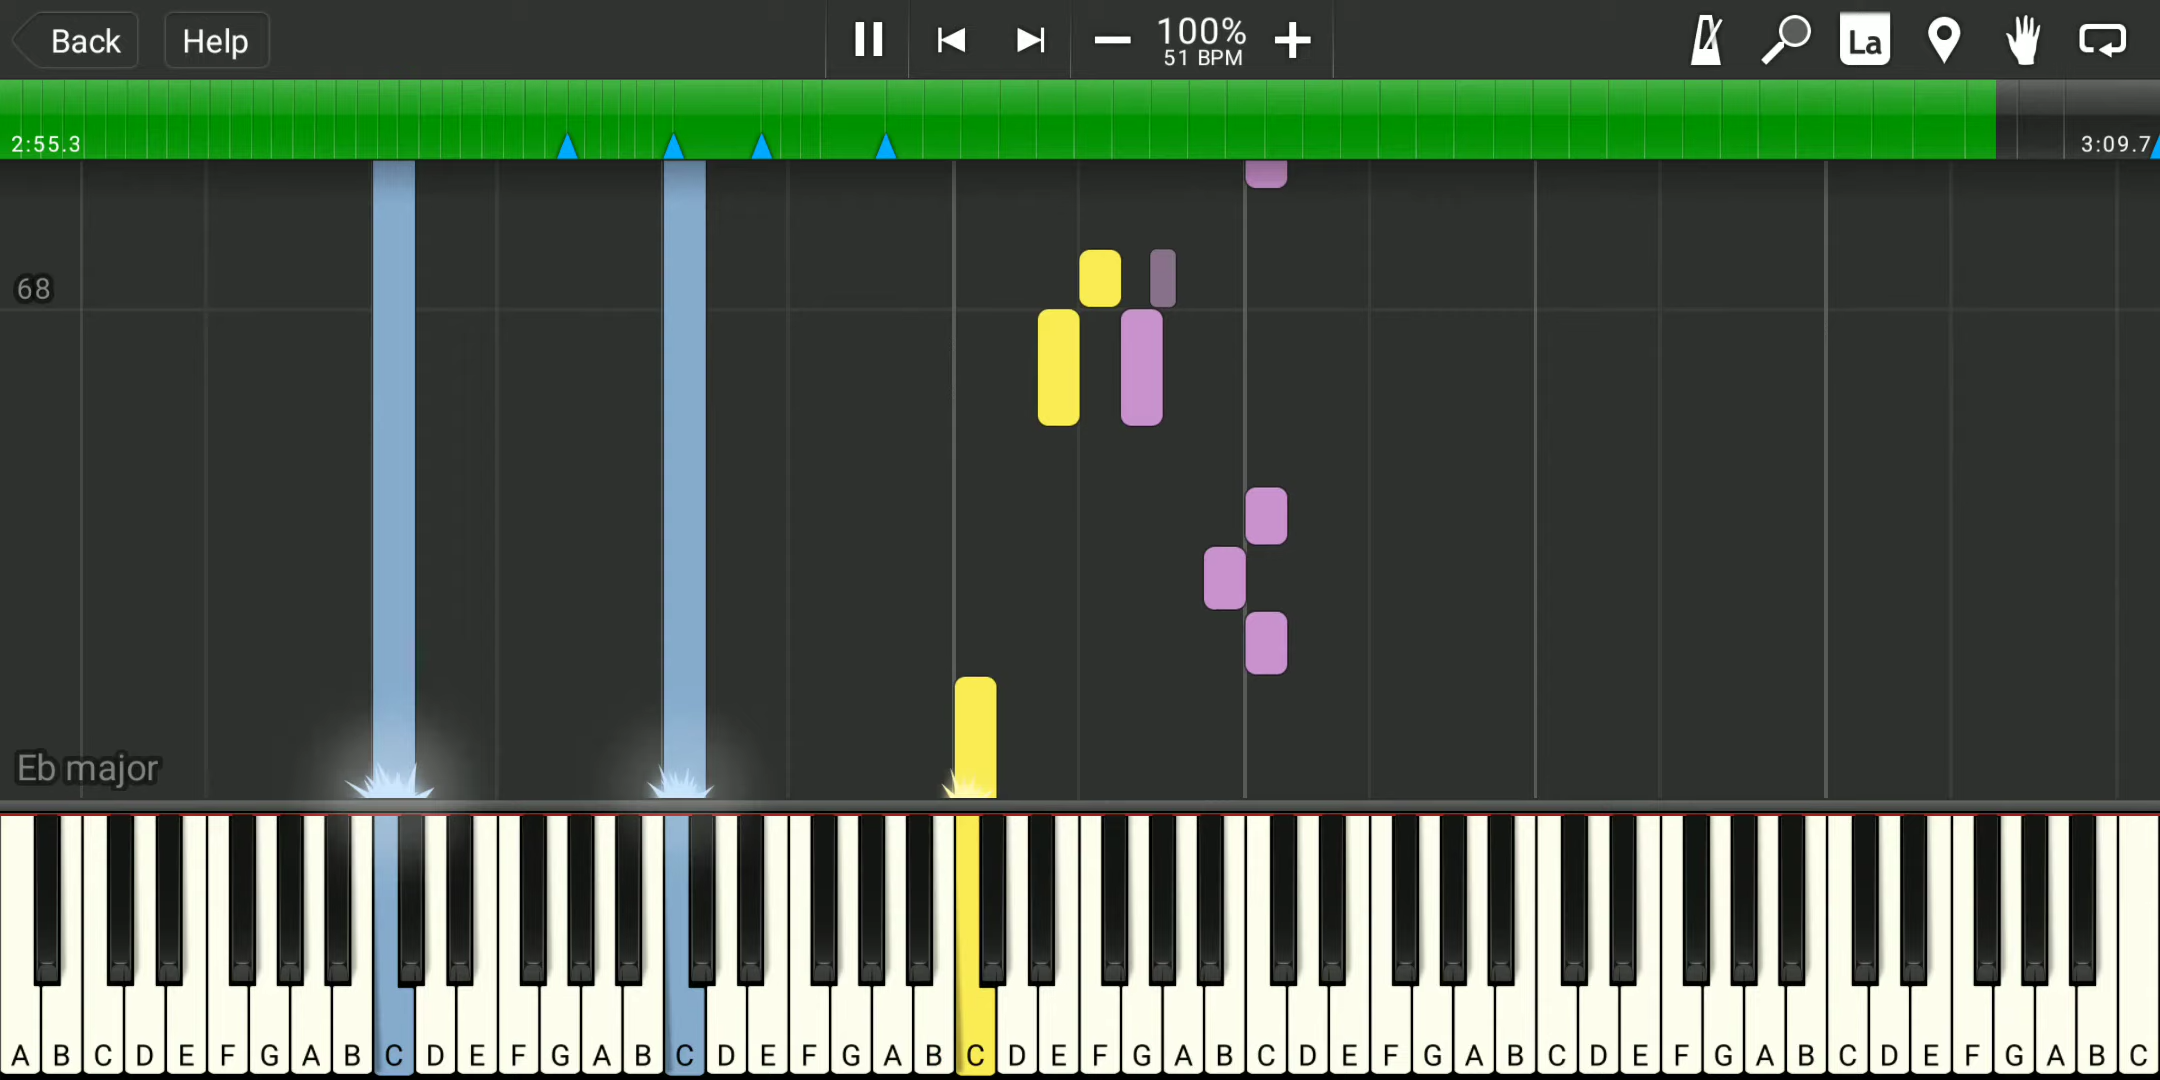 Back Help 100% La
51 BPM
2:55.3 3:09.7
68
Eb major
A B C D E F G A B C D E F G A B C D E F G A B C D E F G A B C D E F G A B C D E F G A B C D E F G A B C